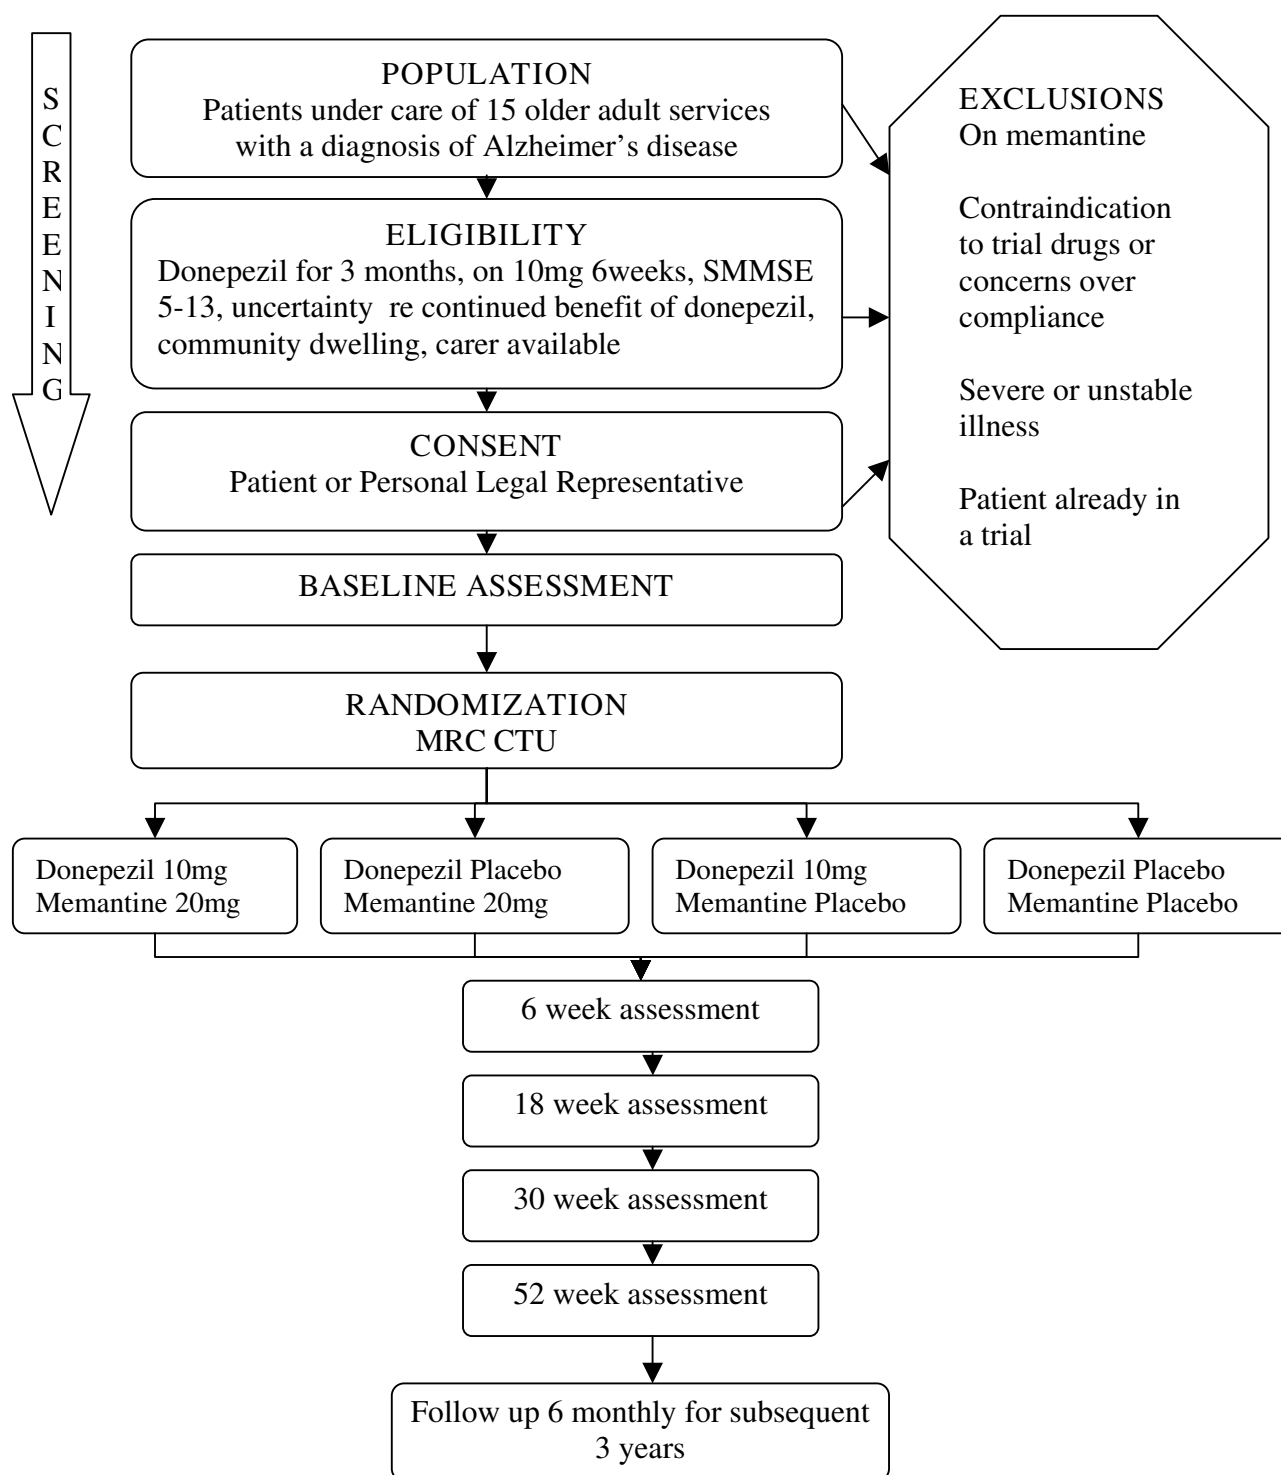 SCREENING
POPULATION
Patients under care of 15 older adult services
with a diagnosis of Alzheimer’s disease
ELIGIBILITY
Donepezil for 3 months, on 10mg 6weeks, SMMSE
5-13, uncertainty  re continued benefit of donepezil,
community dwelling, carer available
CONSENT
Patient or Personal Legal Representative
EXCLUSIONS
On memantine
Contraindication
to trial drugs or
concerns over
compliance
Severe or unstable
illness
Patient already in
a trial
BASELINE ASSESSMENT
RANDOMIZATION
MRC CTU
Donepezil 10mg
Memantine 20mg
Donepezil Placebo
Memantine 20mg
Donepezil 10mg
Memantine Placebo
Donepezil Placebo
Memantine Placebo
6 week assessment
18 week assessment
30 week assessment
52 week assessment
Follow up 6 monthly for subsequent
3 years